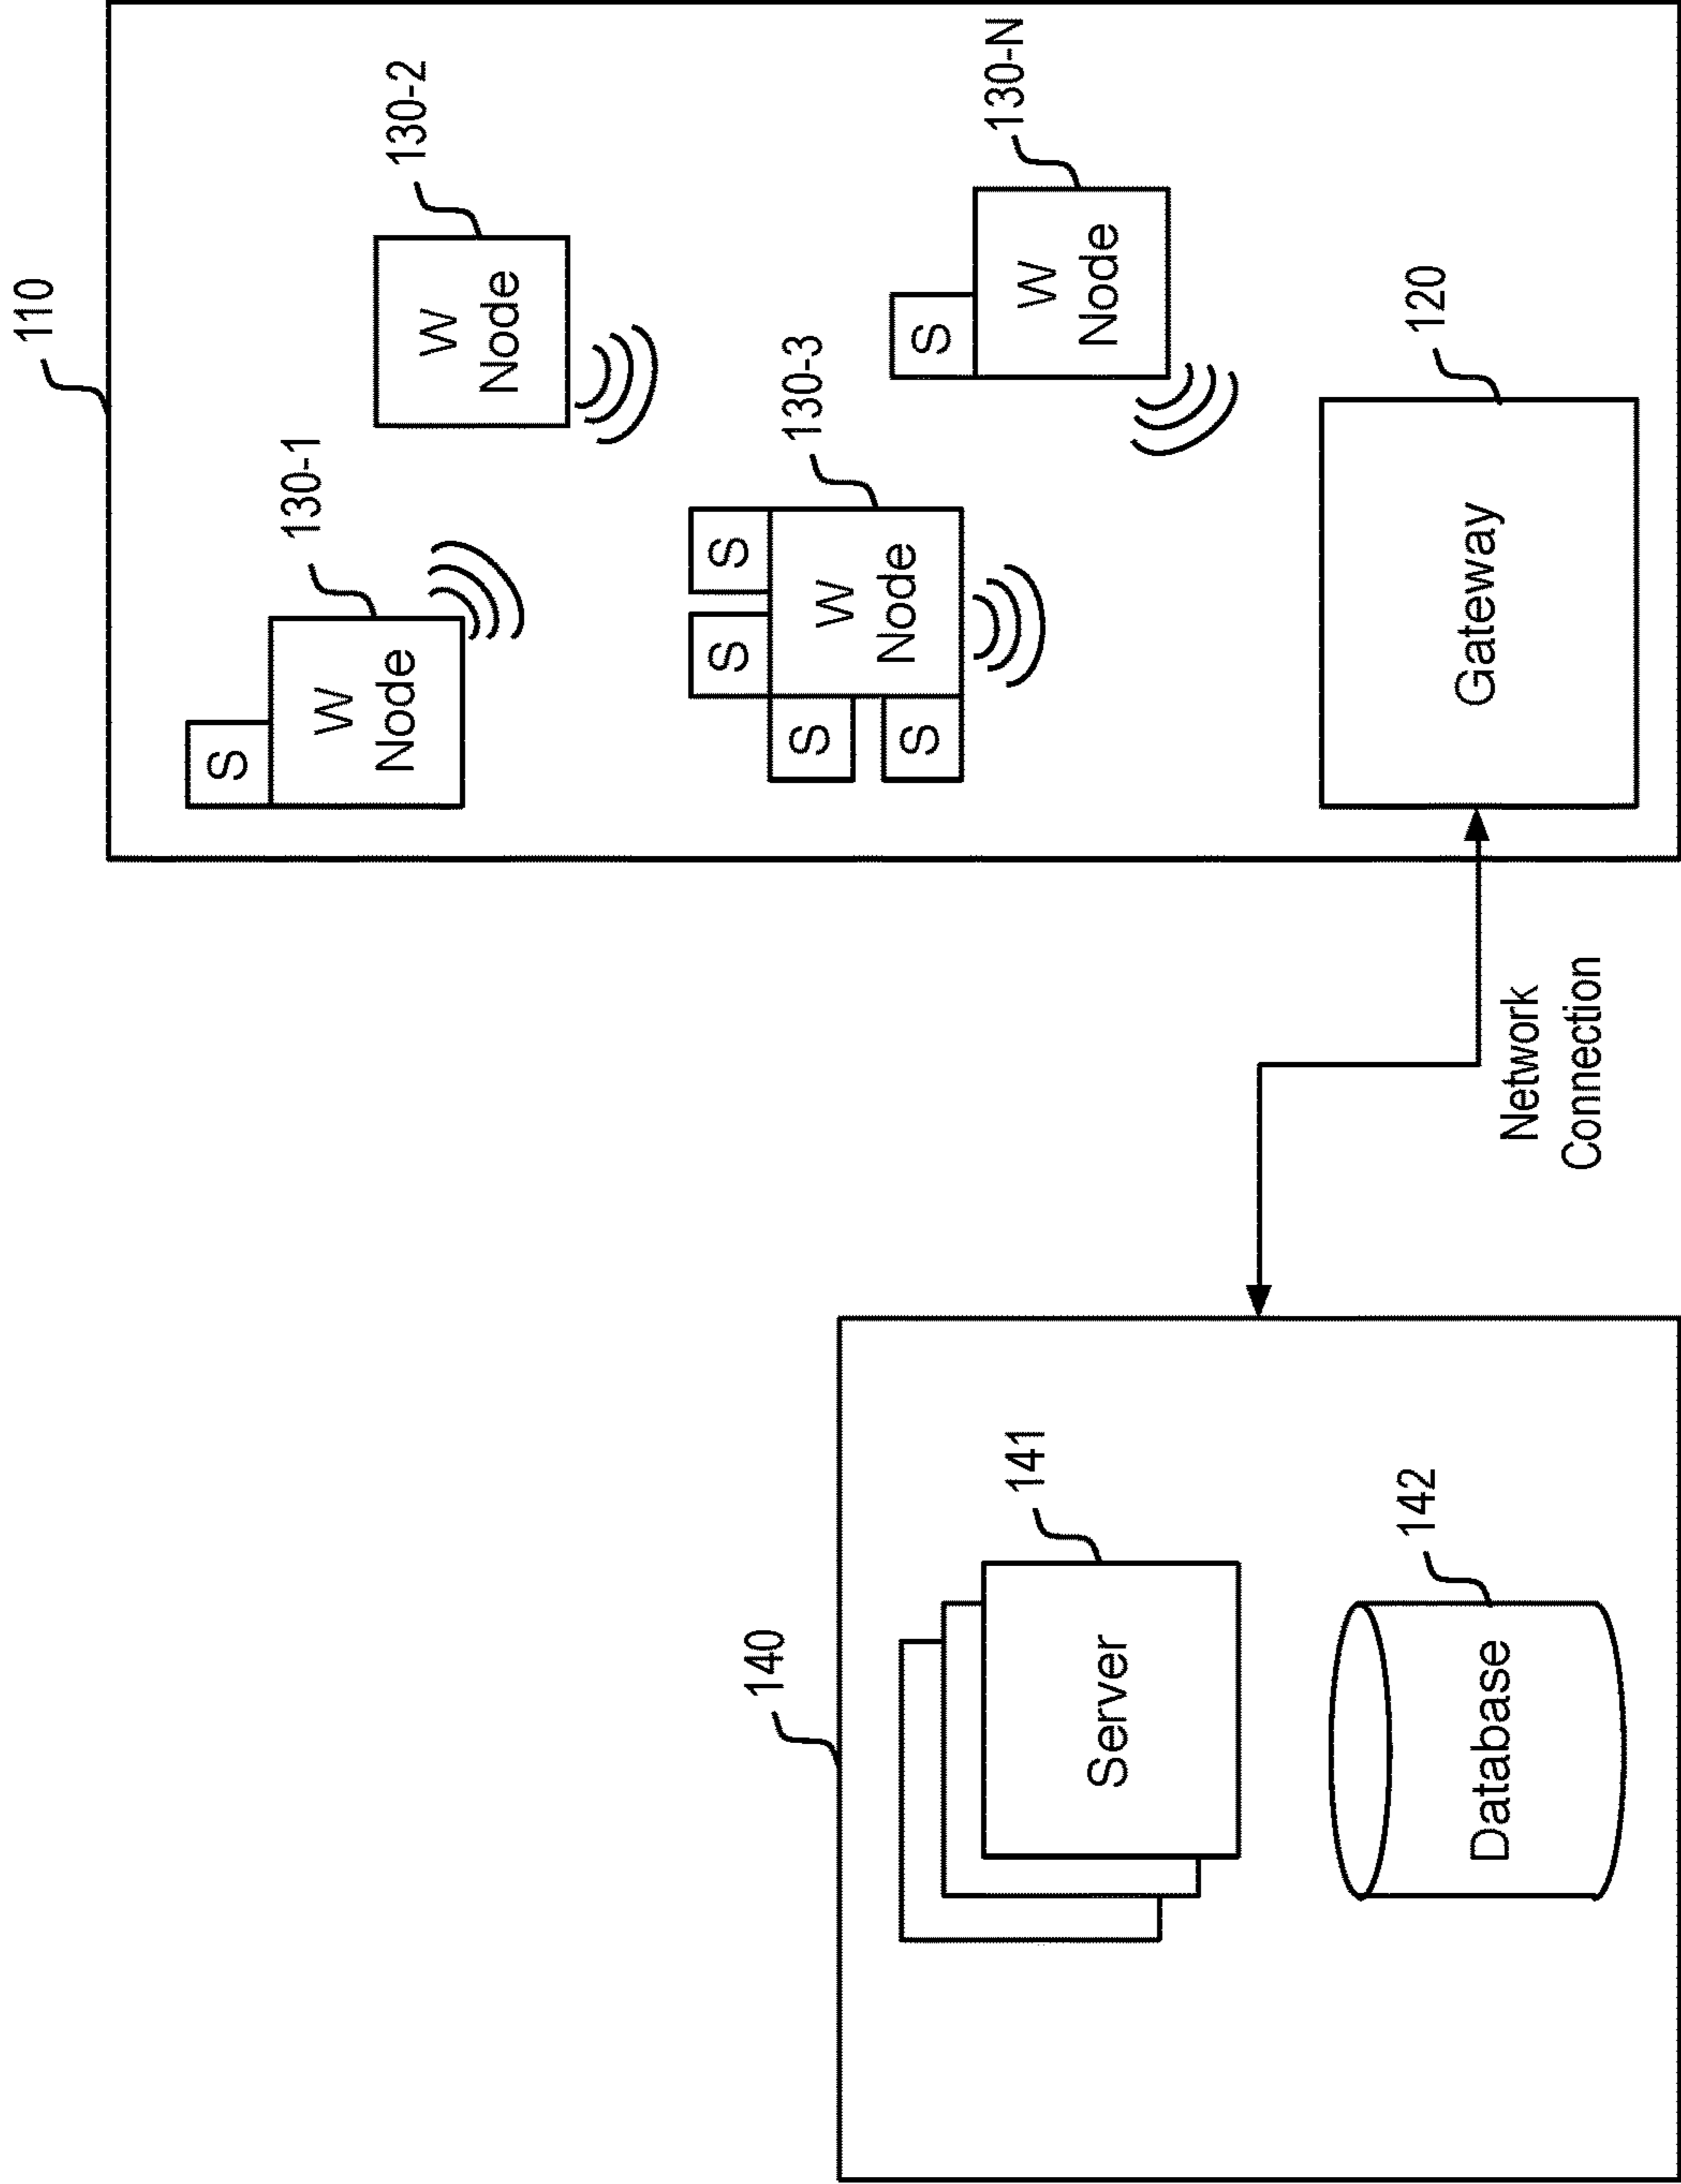 110
130-1
S
W
Node
130-2
W
Node
130-3
S
S
S
S
W
Node
130-N
S
W
Node
120
Gateway
Network
Connection
140
141
Server
142
Database